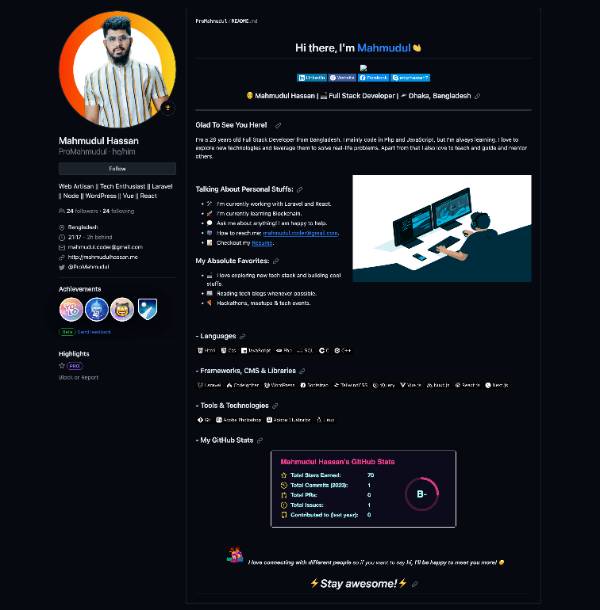 ProMahmudul / README.md
Hi there, I'm Mahmudul
LinkedIn Website Facebook
Mahmudul Hassan | Full Stack Developer | Dhaka, Bangladesh
Glad To See You Here!
I'm a 26 years old Full Stack Developer from Bangladesh. I mainly code in Php and JavaScript, but I'm always learning. I love to
explore new technologies and leverage them to solve real-life problems. Apart from that I also love to teach and guide and mentor
others.
Mahmudul Hassan
ProMahmudul · he/him
Follow
Web Artisan || Tech Enthusiast || Laravel
|| Node || WordPress || Vue || React
24 followers · 24 following
Bangladesh
21:17 - 2h behind
mahmudul.coder@gmail.com
http://mahmudulhassan.me
@ProMahmudul
Achievements
Beta Send feedback
Highlights
PRO
Block or Report
Talking About Personal Stuffs:
I'm currently working with Laravel and React.
I'm currently learning Blockchain.
Ask me about anything I am happy to help.
How to reach me: mahmudul.coder@gmail.com.
Checkout my Resume.
My Absolute Favorites:
I love exploring new tech stack and building cool
stuffs.
Reading tech blogs whenever possible.
Hackathons, meetups & tech events.
- Languages
Html Css JavaScript Php SQL C C++
- Frameworks, CMS & Libraries
Laravel CodeIgniter WordPress Bootstrap TailwindCSS jQuery Vue.js Nuxt.js React.js Next.js
- Tools & Technologies
Git Adobe Photoshop Adobe Illustrator Linux
- My GitHub Stats
Mahmudul Hassan's GitHub Stats
Total Stars Earned: 70
Total Commits (2023): 1
Total PRs: 0
Total Issues: 1
Contributed to (last year): 0
B-
I love connecting with different people so if you want to say hi, I'll be happy to meet you more!
Stay awesome!